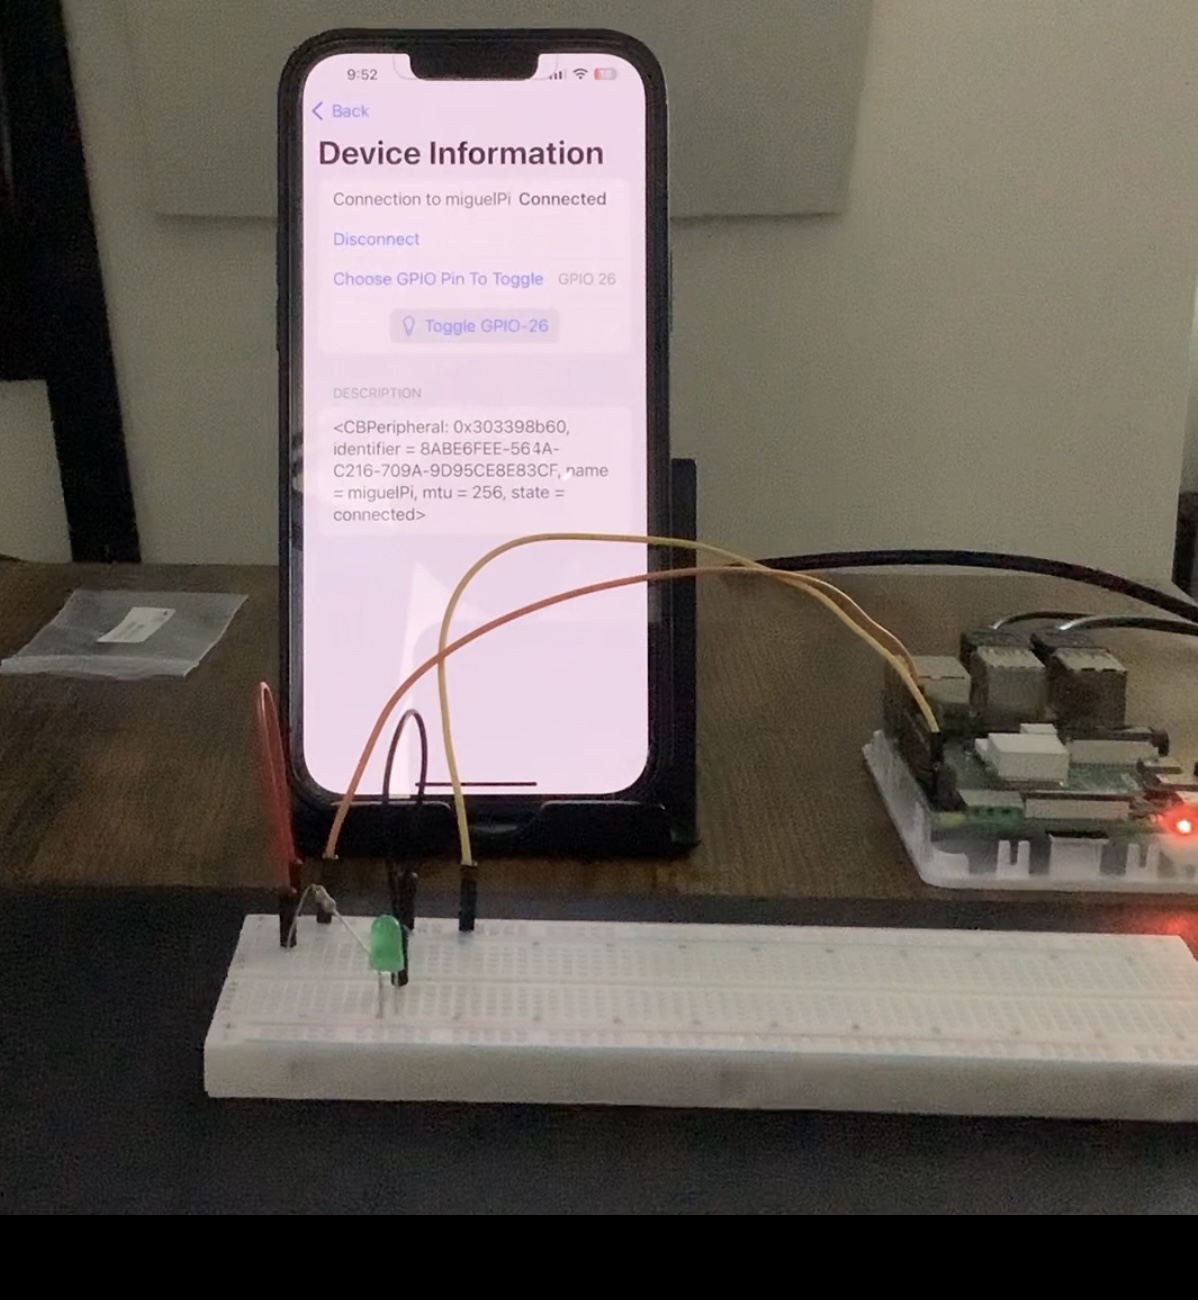 9:52
Back
Device Information
Connection to miguelPi Connected
Disconnect
Choose GPIO Pin To Toggle GPIO 26
Toggle GPIO-26
DESCRIPTION
<CBPeripheral: 0x303398b60,
identifier = 8ABE6FEE-564A-
C216-709A-9D95CE8E83CF, name
= miguelPi, mtu = 256, state =
connected>